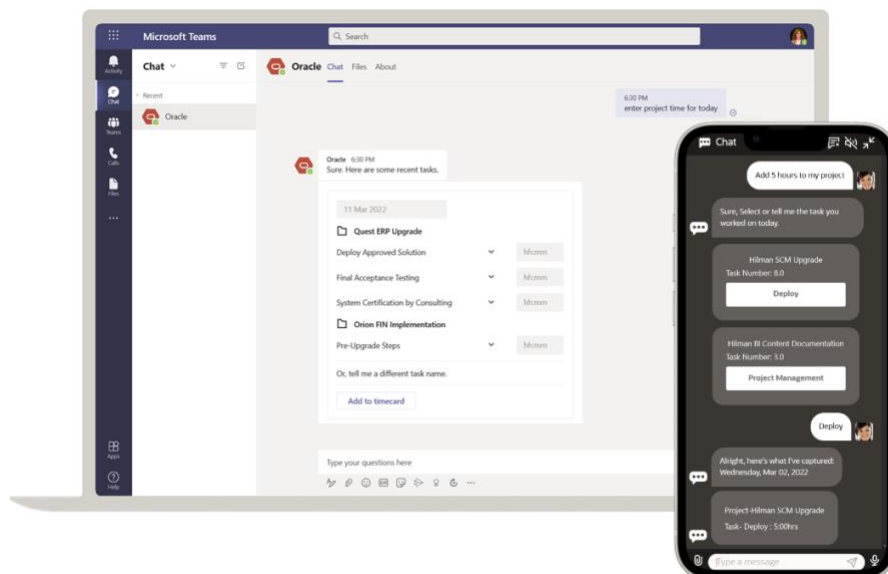 Microsoft Teams
Search
Activity
Chat
Teams
Calls
Files
Apps
Help
Chat
Recent
Oracle
Oracle Chat Files About
6:30 PM
enter project time for today
Oracle 6:30 PM
Sure. Here are some recent tasks.
11 Mar 2022
Quest ERP Upgrade
Deploy Approved Solution hh:mm
Final Acceptance Testing hh:mm
System Certification by Consulting hh:mm
Orion FIN Implementation
Pre-Upgrade Steps hh:mm
Or, tell me a different task name.
Add to timecard
Type your questions here
Chat
Add 5 hours to my project
Sure, Select or tell me the task you
worked on today.
Hilman SCM Upgrade
Task Number: 8.0
Deploy
Hilman BI Content Documentation
Task Number: 3.0
Project Management
Deploy
Alright, here's what I've captured:
Wednesday, Mar 02, 2022
Project-Hilman SCM Upgrade
Task- Deploy : 5:00hrs
Type a message